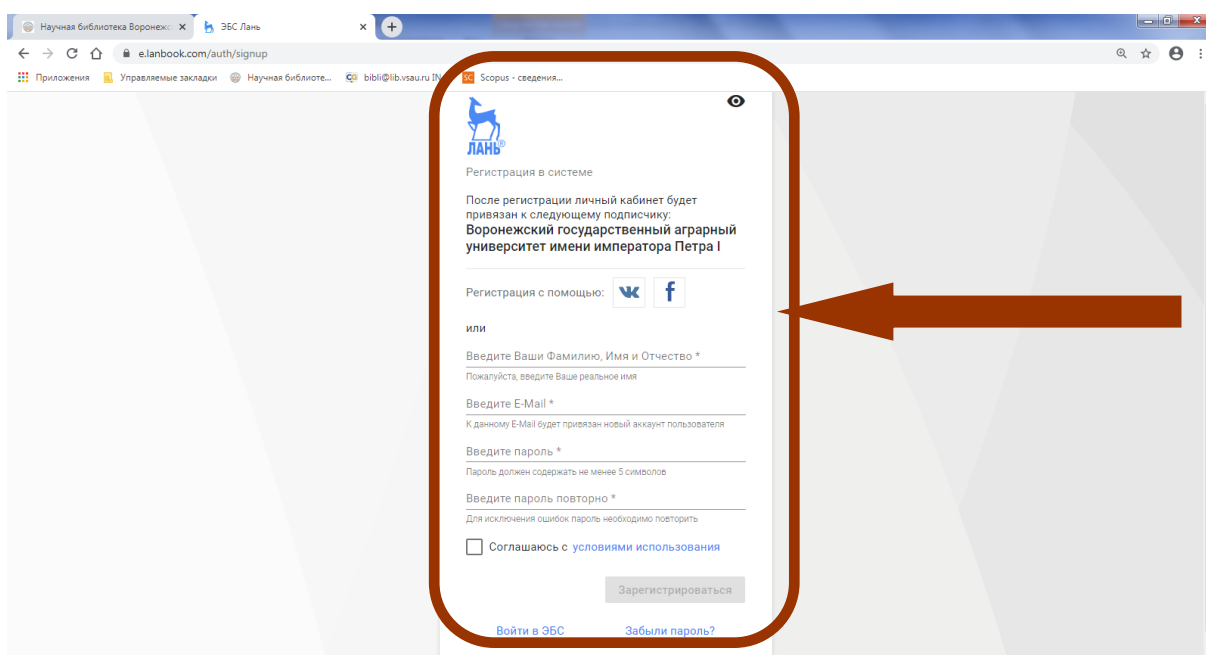 Научная библиотека Воронежс
ЭБС Лань
e.lanbook.com/auth/signup
Приложения
Управляемые закладки
Научная библиоте...
bibli@lib.vsau.ru IN
Scopus - сведения...
ЛАНЬ®
Регистрация в системе
После регистрации личный кабинет будет
привязан к следующему подписчику:
Воронежский государственный аграрный
университет имени императора Петра I
Регистрация с помощью:
или
Введите Ваши Фамилию, Имя и Отчество *
Пожалуйста, введите Ваше реальное имя
Введите E-Mail *
К данному E-Mail будет привязан новый аккаунт пользователя
Введите пароль *
Пароль должен содержать не менее 5 символов
Введите пароль повторно *
Для исключения ошибок пароль необходимо повторить
Соглашаюсь с условиями использования
Зарегистрироваться
Войти в ЭБС
Забыли пароль?